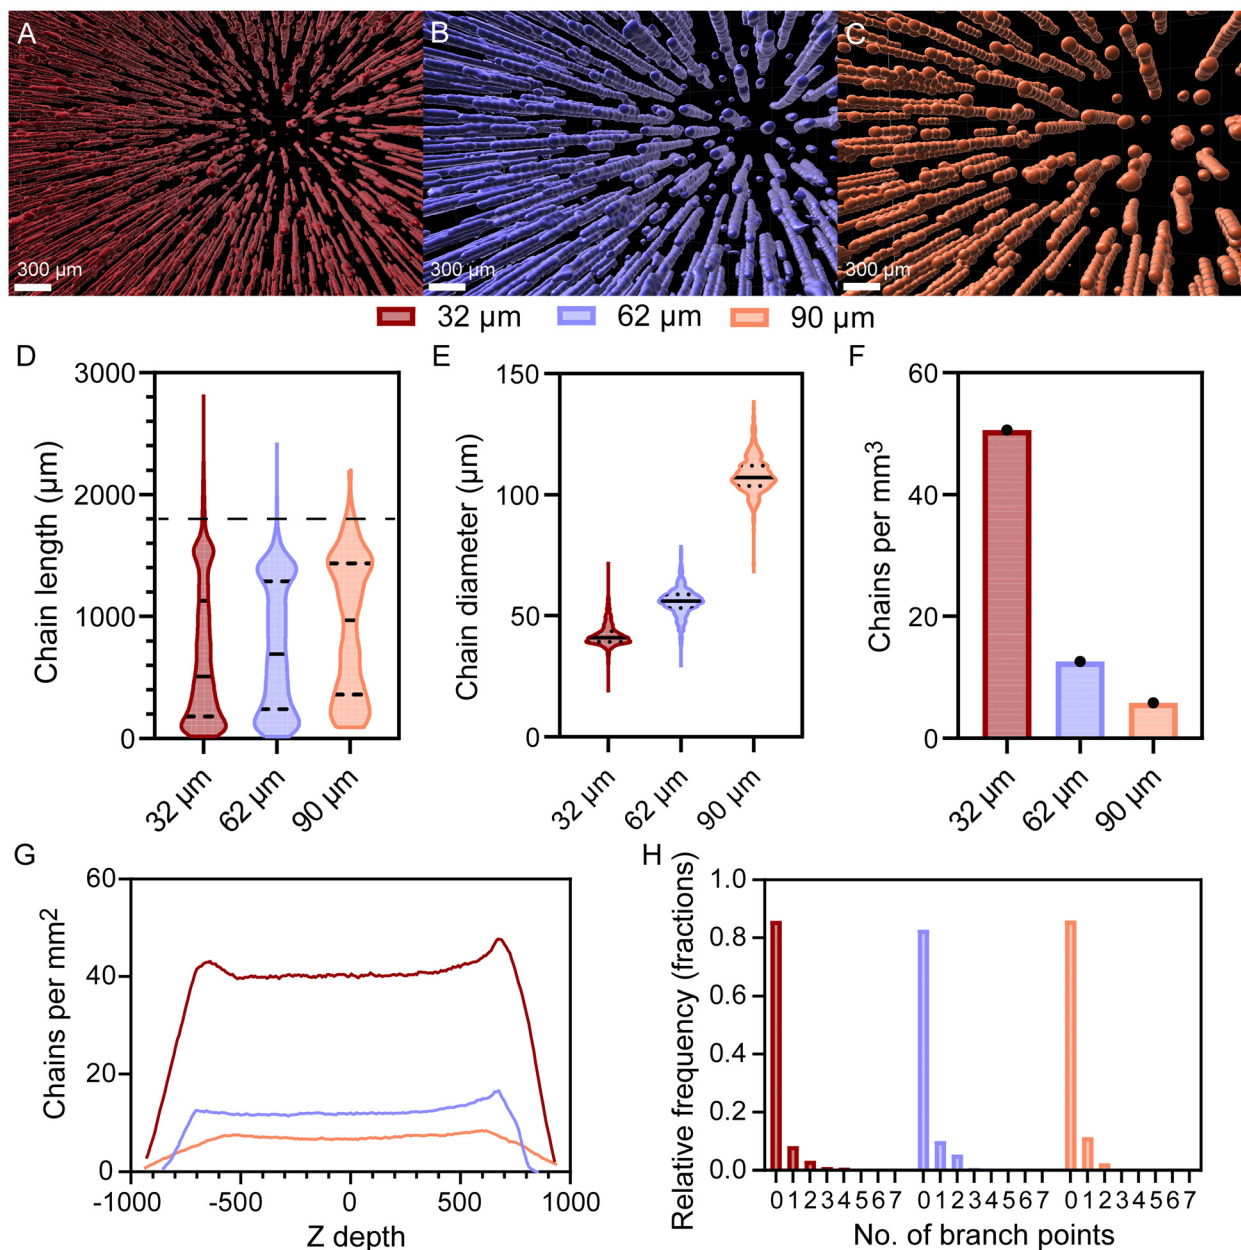 A
B
C
300 µm
300 µm
300 µm
32 µm
62 µm
90 µm
D
3000
2000
1000
0
Chain length (µm)
32 µm
62 µm
90 µm
E
150
100
50
0
Chain diameter (µm)
32 µm
62 µm
90 µm
F
60
40
20
0
Chains per mm³
32 µm
62 µm
90 µm
G
60
40
20
0
Chains per mm²
-1000
-500
0
500
1000
Z depth
H
1.0
0.8
0.6
0.4
0.2
0.0
Relative frequency (fractions)
0 1 2 3 4 5 6 7
0 1 2 3 4 5 6 7
0 1 2 3 4 5 6 7
No. of branch points